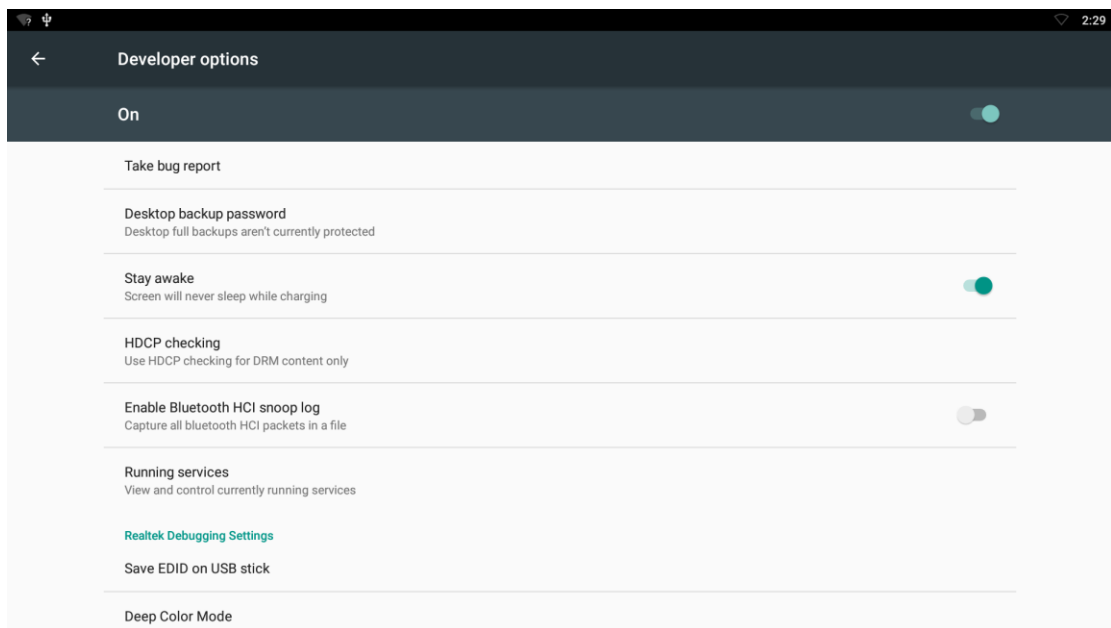 2:29
Developer options
On
Take bug report
Desktop backup password
Desktop full backups aren't currently protected
Stay awake
Screen will never sleep while charging
HDCP checking
Use HDCP checking for DRM content only
Enable Bluetooth HCI snoop log
Capture all bluetooth HCI packets in a file
Running services
View and control currently running services
Realtek Debugging Settings
Save EDID on USB stick
Deep Color Mode